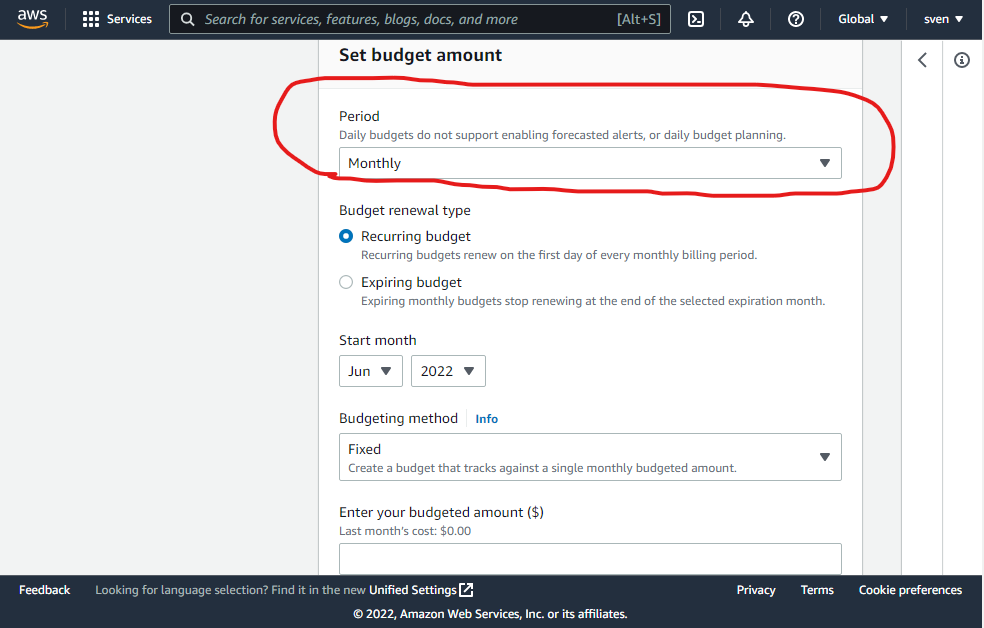 aws Services Search for services, features, blogs, docs, and more [Alt+S] Global sven
Set budget amount
Period
Daily budgets do not support enabling forecasted alerts, or daily budget planning.
Monthly
Budget renewal type
Recurring budget
Recurring budgets renew on the first day of every monthly billing period.
Expiring budget
Expiring monthly budgets stop renewing at the end of the selected expiration month.
Start month
Jun 2022
Budgeting method Info
Fixed
Create a budget that tracks against a single monthly budgeted amount.
Enter your budgeted amount ($)
Last month's cost: $0.00
Feedback Looking for language selection? Find it in the new Unified Settings Privacy Terms Cookie preferences
© 2022, Amazon Web Services, Inc. or its affiliates.